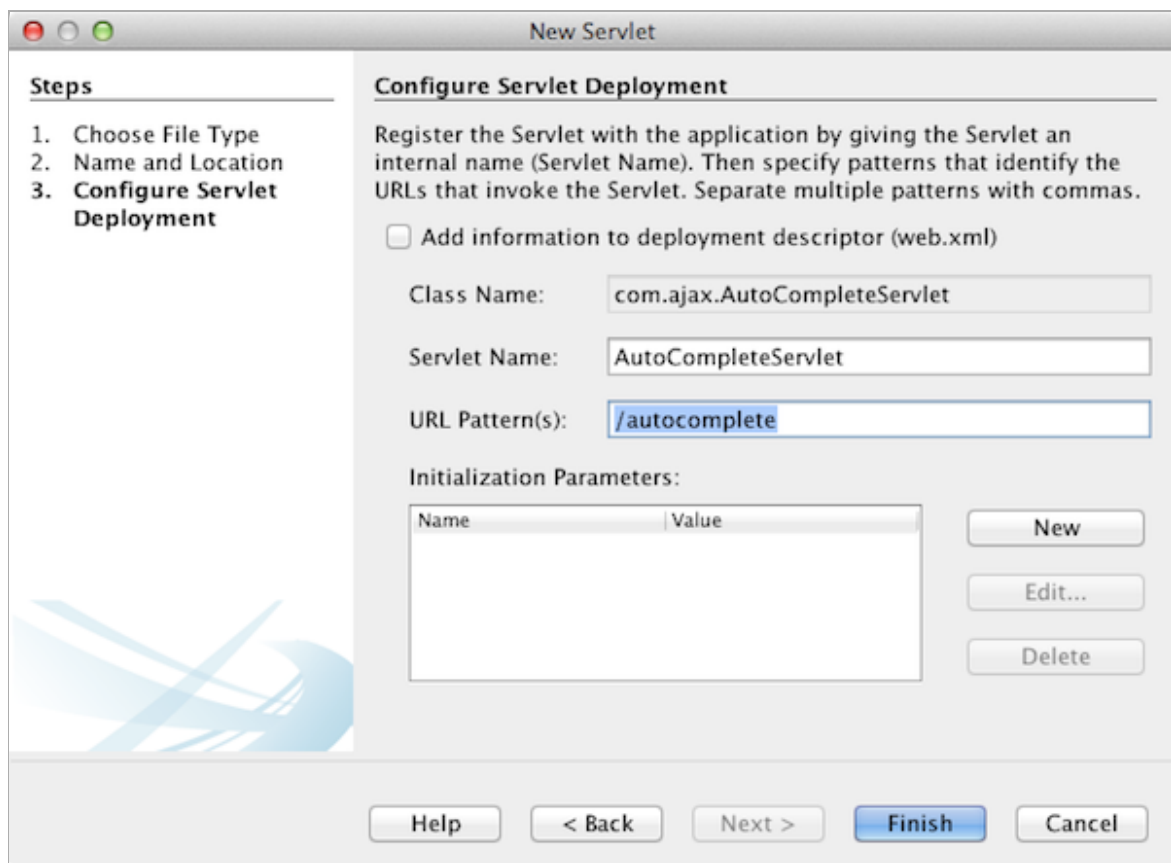 New Servlet
Steps
1. Choose File Type
2. Name and Location
3. Configure Servlet
Deployment
Configure Servlet Deployment
Register the Servlet with the application by giving the Servlet an
internal name (Servlet Name). Then specify patterns that identify the
URLs that invoke the Servlet. Separate multiple patterns with commas.
Add information to deployment descriptor (web.xml)
Class Name: com.ajax.AutoCompleteServlet
Servlet Name: AutoCompleteServlet
URL Pattern(s): /autocomplete
Initialization Parameters:
Name Value
New
Edit...
Delete
Help < Back Next > Finish Cancel